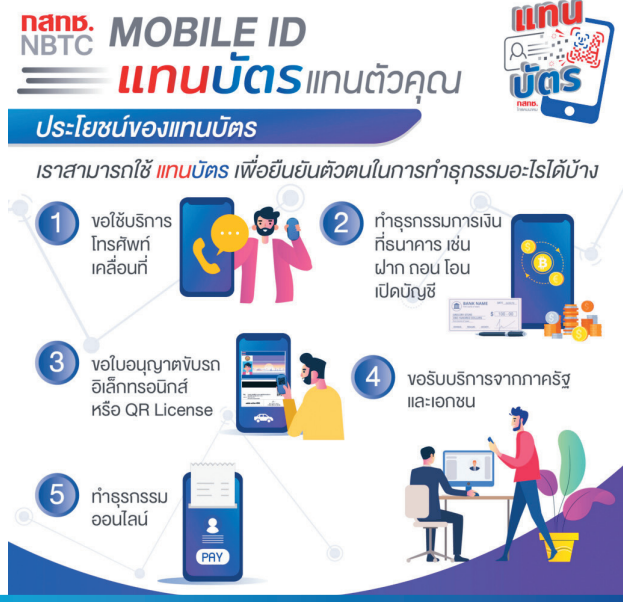 กสทช.
NBTC
MOBILE ID
แทนบัตรแทนตัวคุณ
แทน
บัตร
กสทช.
ประโยชน์ของแทนบัตร
เราสามารถใช้ แทนบัตร เพื่อยืนยันตัวตนในการทำธุรกรรมอะไรได้บ้าง
1
ขอใช้บริการ
โทรศัพท์
เคลื่อนที่
2
ทำธุรกรรมการเงิน
ที่ธนาคาร เช่น
ฝาก ถอน โอน
เปิดบัญชี
BANK NAME
3
ขอใบอนุญาตขับรถ
อิเล็กทรอนิกส์
หรือ QR License
4
ขอรับบริการจากภาครัฐ
และเอกชน
5
ทำธุรกรรม
ออนไลน์
PAY